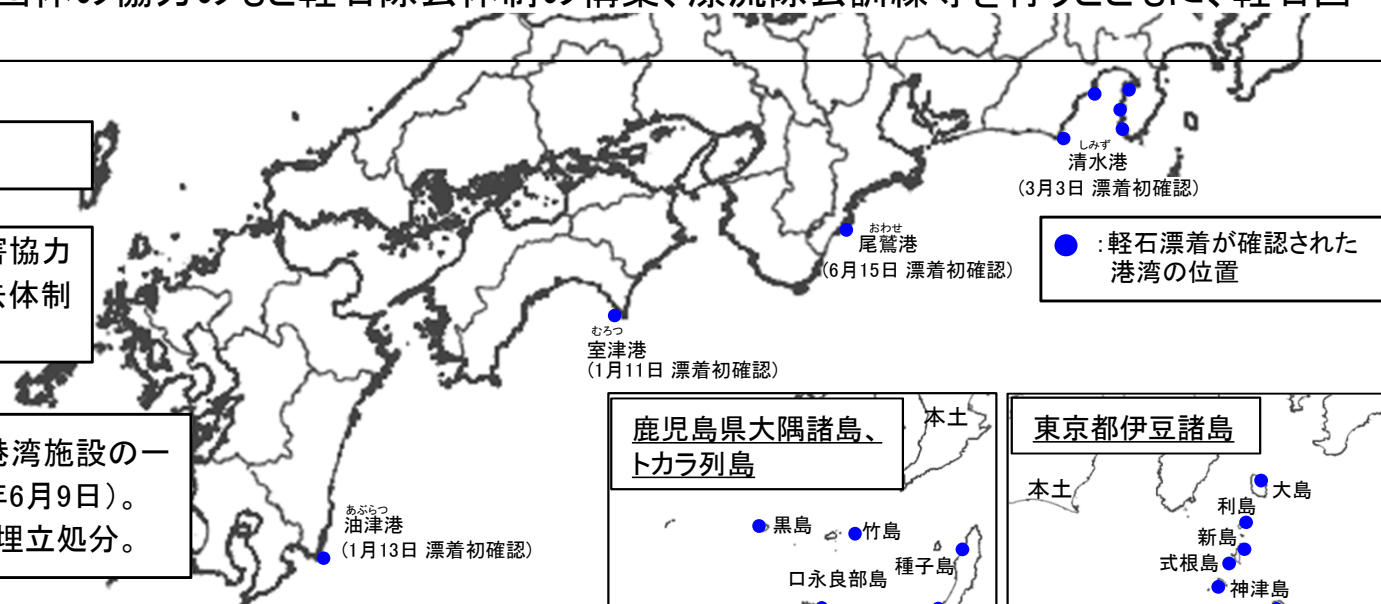 団体の協力のもと軽石除去体制の構築、漂流除去訓練等を行うとともに、軽石回
害協力
去体制
港湾施設の一
年6月9日）。
埋立処分。
しみず
清水港
（3月3日 漂着初確認）
おわせ
尾鷲港
（6月15日 漂着初確認）
●：軽石漂着が確認された
港湾の位置
むろつ
室津港
（1月11日 漂着初確認）
あぶらつ
油津港
（1月13日 漂着初確認）
鹿児島県大隅諸島、
トカラ列島
本土
黒島
竹島
種子島
口永良部島
東京都伊豆諸島
本土
大島
利島
新島
式根島
神津島